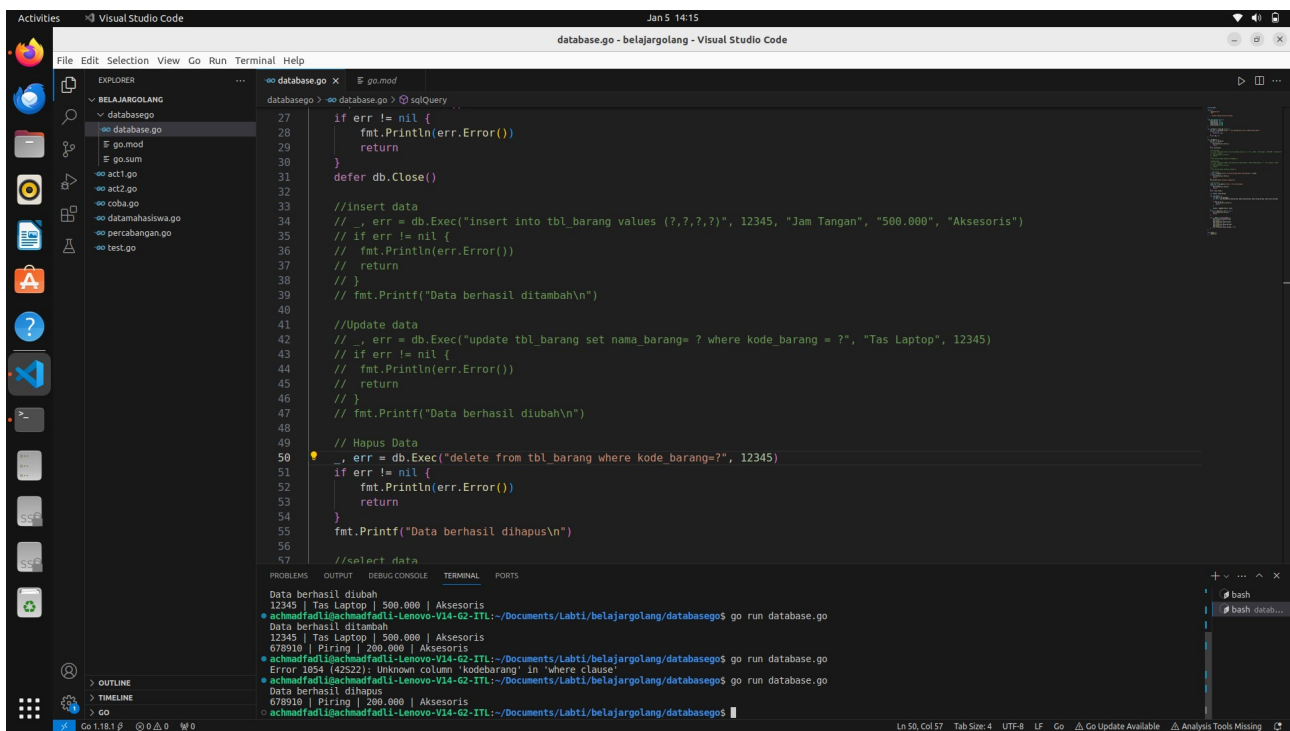 Activities
Visual Studio Code
Jan 5 14:15
database.go - belajargolang - Visual Studio Code
File Edit Selection View Go Run Terminal Help
EXPLORER
BELAJARGOLANG
databasego
database.go
go.mod
go.sum
act1.go
act2.go
coba.go
datamahasiswa.go
percabangan.go
test.go
OUTLINE
TIMELINE
GO
database.go
go.mod
databasego > database.go > sqlQuery
27 if err != nil {
28 fmt.Println(err.Error())
29 return
30 }
31 defer db.Close()
32
33 //insert data
34 // _, err = db.Exec("insert into tbl_barang values (?,?,?,?)", 12345, "Jam Tangan", "500.000", "Aksesoris")
35 // if err != nil {
36 // fmt.Println(err.Error())
37 // return
38 // }
39 // fmt.Printf("Data berhasil ditambah\n")
40
41 //Update data
42 // _, err = db.Exec("update tbl_barang set nama_barang= ? where kode_barang = ?", "Tas Laptop", 12345)
43 // if err != nil {
44 // fmt.Println(err.Error())
45 // return
46 // }
47 // fmt.Printf("Data berhasil diubah\n")
48
49 // Hapus Data
50 _, err = db.Exec("delete from tbl_barang where kode_barang=?", 12345)
51 if err != nil {
52 fmt.Println(err.Error())
53 return
54 }
55 fmt.Printf("Data berhasil dihapus\n")
56
57 //select data
PROBLEMS OUTPUT DEBUG CONSOLE TERMINAL PORTS
Data berhasil diubah
12345 | Tas Laptop | 500.000 | Aksesoris
achmadfadli@achmadfadli-Lenovo-V14-G2-ITL:~/Documents/Labti/belajargolang/databasego$ go run database.go
Data berhasil ditambah
12345 | Tas Laptop | 500.000 | Aksesoris
678910 | Piring | 200.000 | Aksesoris
achmadfadli@achmadfadli-Lenovo-V14-G2-ITL:~/Documents/Labti/belajargolang/databasego$ go run database.go
Error 1054 (42S22): Unknown column 'kodebarang' in 'where clause'
achmadfadli@achmadfadli-Lenovo-V14-G2-ITL:~/Documents/Labti/belajargolang/databasego$ go run database.go
Data berhasil dihapus
678910 | Piring | 200.000 | Aksesoris
achmadfadli@achmadfadli-Lenovo-V14-G2-ITL:~/Documents/Labti/belajargolang/databasego$
bash
bash datab...
Go 1.18.1 0 0 0 Ln 50, Col 57 Tab Size: 4 UTF-8 LF Go Go Update Available Analysis Tools Missing